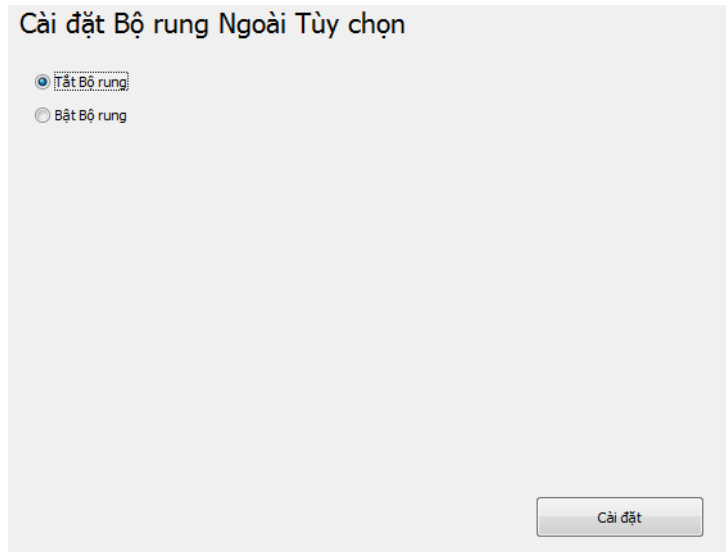 Cài đặt Bộ rung Ngoài Tùy chọn
Tắt Bộ rung
Bật Bộ rung
Cài đặt